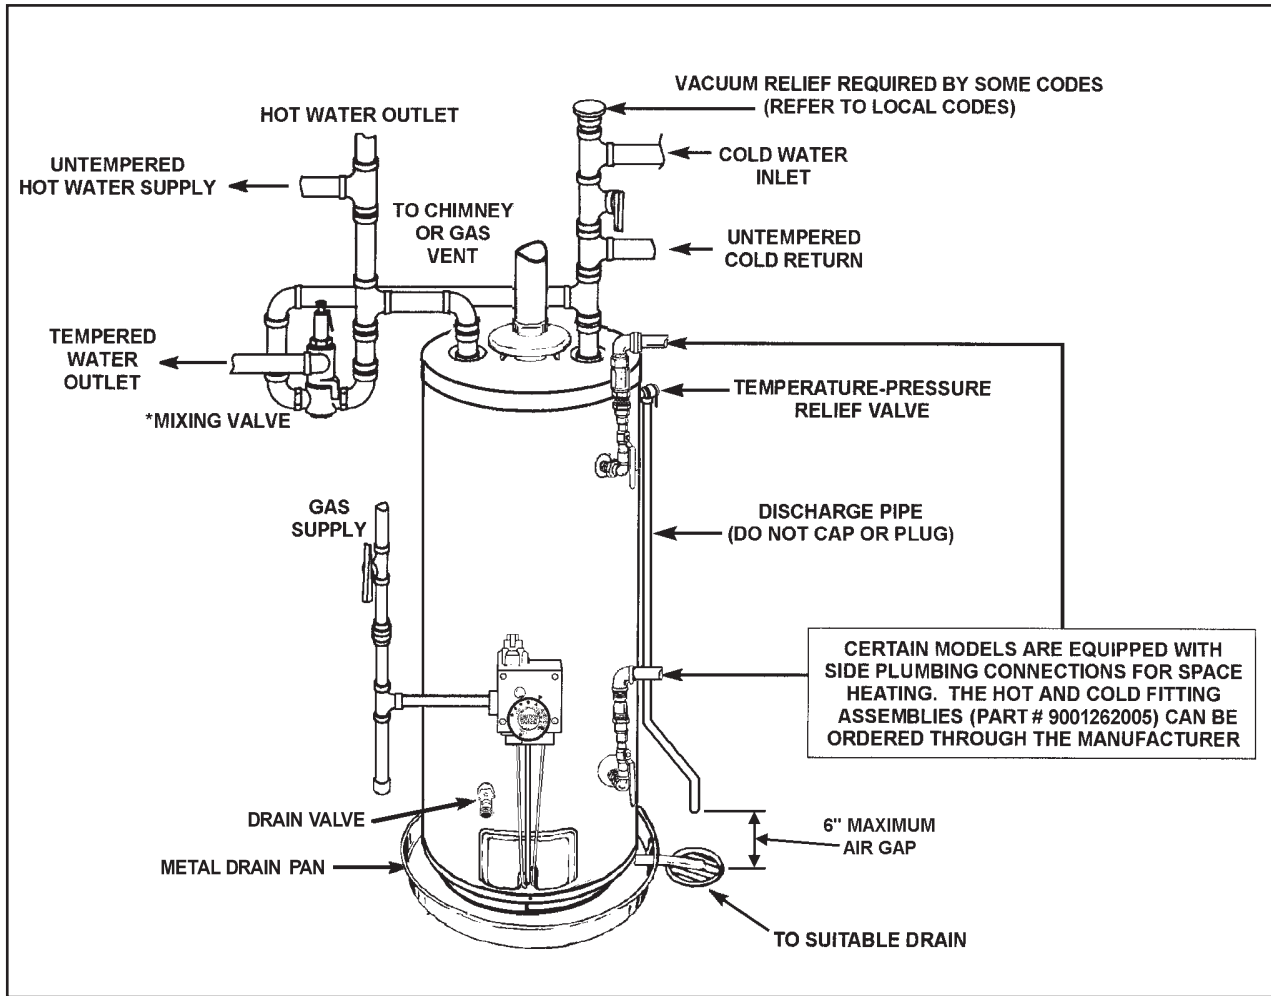 VACUUM RELIEF REQUIRED BY SOME CODES
(REFER TO LOCAL CODES)
HOT WATER OUTLET
COLD WATER
INLET
UNTEMPERED
HOT WATER SUPPLY
TO CHIMNEY
OR GAS
VENT
UNTEMPERED
COLD RETURN
TEMPERED
WATER
OUTLET
*MIXING VALVE
TEMPERATURE-PRESSURE
RELIEF VALVE
GAS
SUPPLY
DISCHARGE PIPE
(DO NOT CAP OR PLUG)
CERTAIN MODELS ARE EQUIPPED WITH
SIDE PLUMBING CONNECTIONS FOR SPACE
HEATING. THE HOT AND COLD FITTING
ASSEMBLIES (PART # 9001262005) CAN BE
ORDERED THROUGH THE MANUFACTURER
DRAIN VALVE
6" MAXIMUM
AIR GAP
METAL DRAIN PAN
TO SUITABLE DRAIN